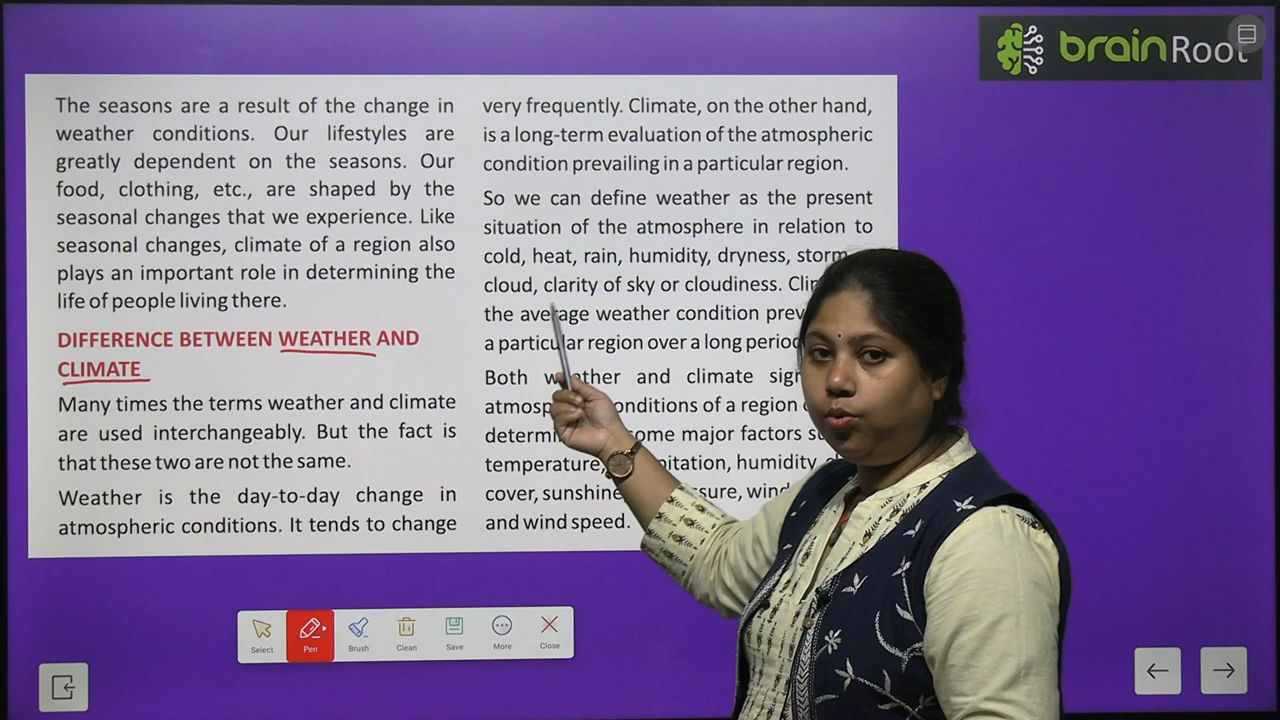 brainRoot
The seasons are a result of the change in
weather conditions. Our lifestyles are
greatly dependent on the seasons. Our
food, clothing, etc., are shaped by the
seasonal changes that we experience. Like
seasonal changes, climate of a region also
plays an important role in determining the
life of people living there.
DIFFERENCE BETWEEN WEATHER AND
CLIMATE
Many times the terms weather and climate
are used interchangeably. But the fact is
that these two are not the same.
Weather is the day-to-day change in
atmospheric conditions. It tends to change
very frequently. Climate, on the other hand,
is a long-term evaluation of the atmospheric
condition prevailing in a particular region.
So we can define weather as the present
situation of the atmosphere in relation to
cold, heat, rain, humidity, dryness, storm
cloud, clarity of sky or cloudiness.
the average weather condition
a particular region over a long
Both weather and climate
conditions of a region
some major factors
temperature, humidity
cover, sunshine
and wind speed.
Select
Pen
Brush
Clean
Save
More
Close